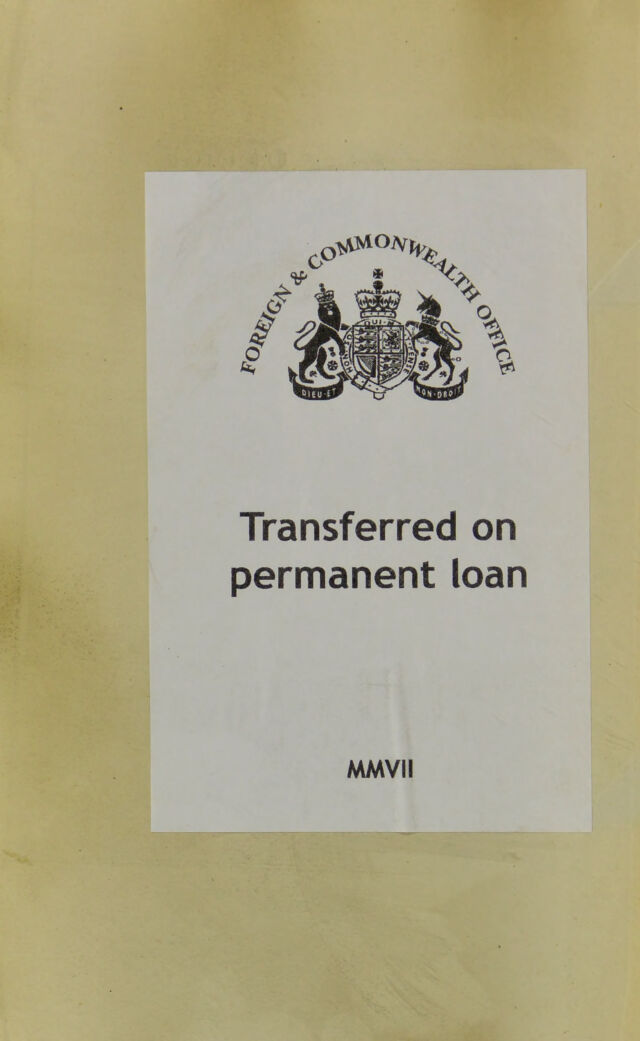 FOREIGN & COMMONWEALTH OFFICE
DIEU·ET
MON·DROIT
Transferred on
permanent loan
MMVII